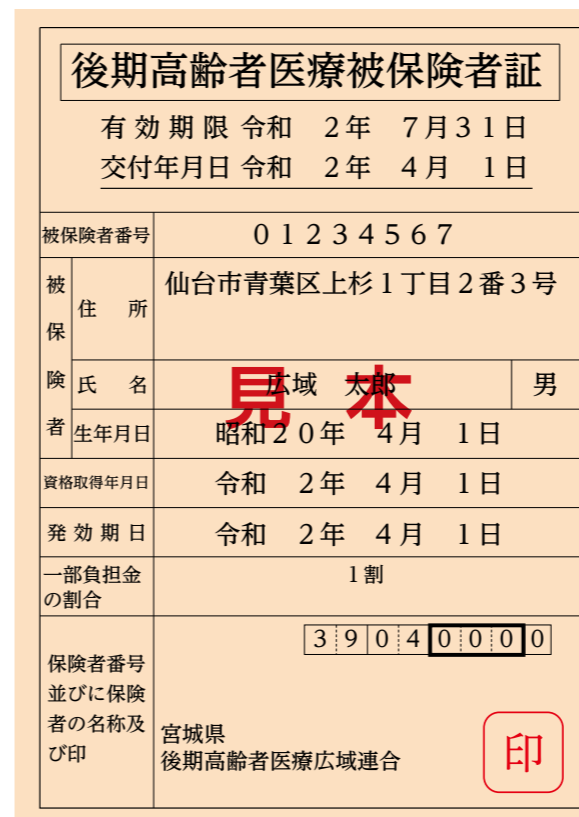 後期高齢者医療被保険者証
有効期限 令和　２年　７月３１日
交付年月日 令和　２年　４月　１日
被保険者番号　０１２３４５６７
被保険者
住　所　仙台市青葉区上杉１丁目２番３号
氏　名　広域　太郎　男
見本
生年月日　昭和２０年　４月　１日
資格取得年月日　令和　２年　４月　１日
発効期日　令和　２年　４月　１日
一部負担金　１割
の割合
３９０４００００
保険者番号
並びに保険
者の名称及
び印
宮城県
後期高齢者医療広域連合
印